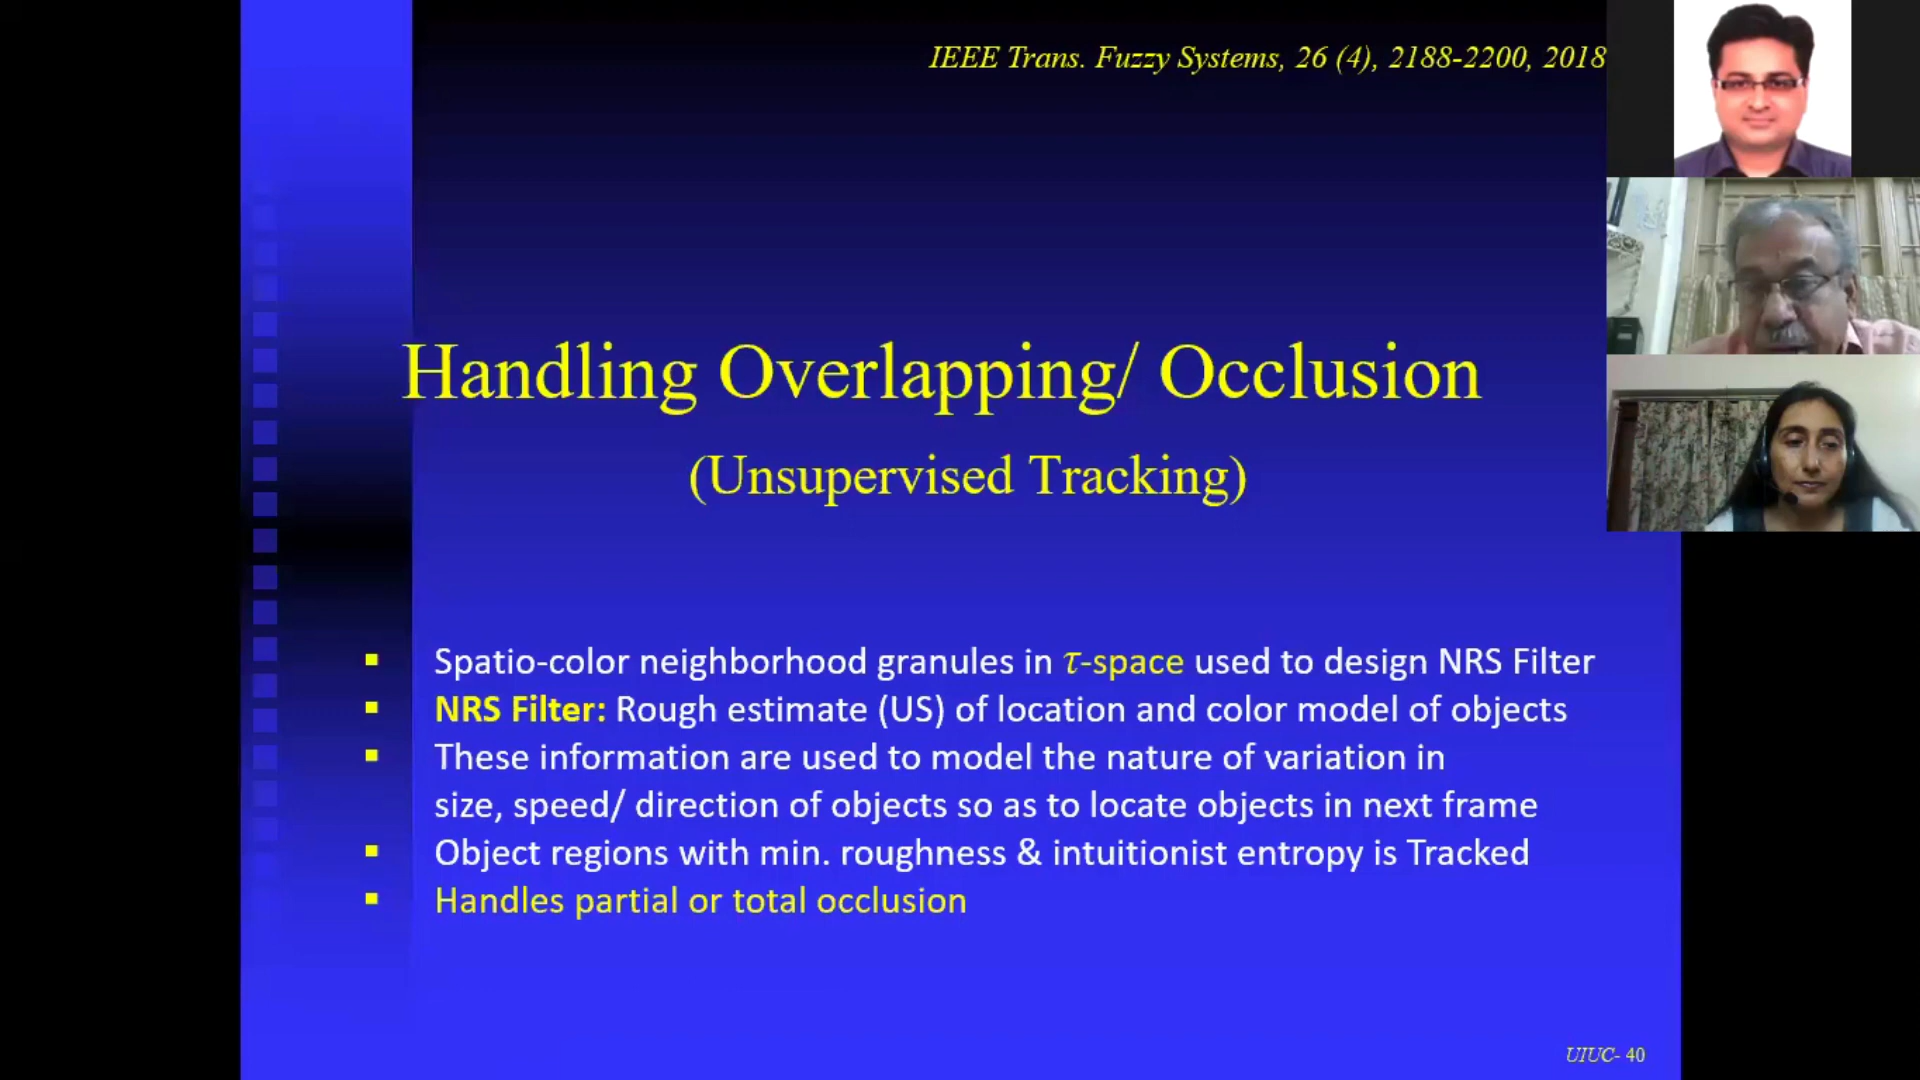 IEEE Trans. Fuzzy Systems, 26 (4), 2188-2200, 2018
Handling Overlapping/ Occlusion
(Unsupervised Tracking)
▪ Spatio-color neighborhood granules in τ-space used to design NRS Filter
▪ NRS Filter: Rough estimate (US) of location and color model of objects
▪ These information are used to model the nature of variation in
size, speed/ direction of objects so as to locate objects in next frame
▪ Object regions with min. roughness & intuitionist entropy is Tracked
▪ Handles partial or total occlusion
UIUC- 40